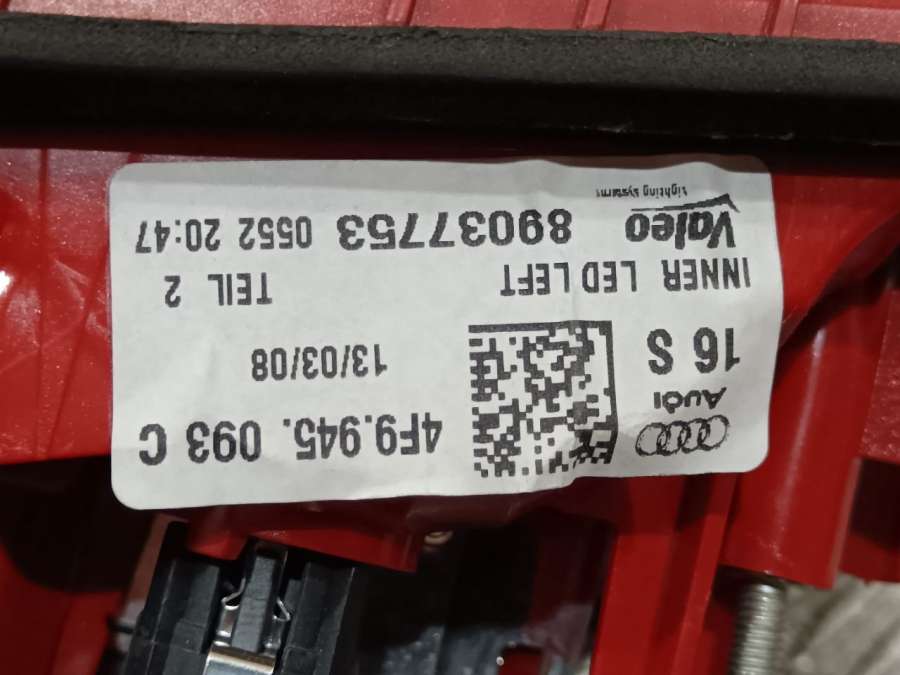 Audi 4F9.945. 093 C
16 S 13/03/08
INNER LED LEFT TEIL 2
Valeo 89037753 0552 20:47
Lighting Systems